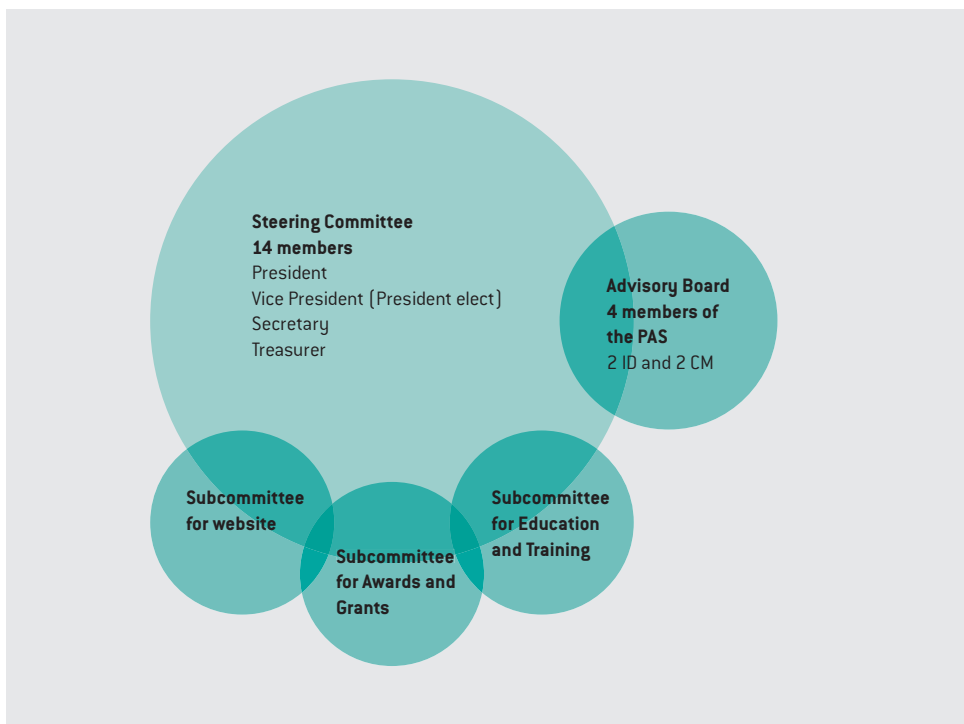 Steering Committee
14 members
President
Vice President (President elect)
Secretary
Treasurer
Advisory Board
4 members of
the PAS
2 ID and 2 CM
Subcommittee
for website
Subcommittee
for Awards and
Grants
Subcommittee
for Education
and Training